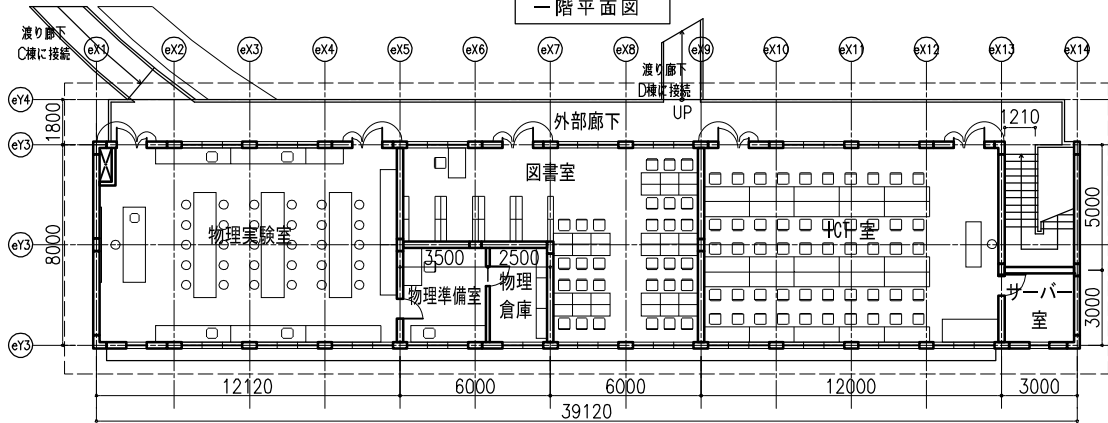 一階平面図
渡り廊下
C棟に接続
eX1
eX2
eX3
eX4
eX5
eX6
eX7
eX8
eX9
eX10
eX11
eX12
eX13
eX14
渡り廊下
D棟に接続
UP
eY4
1800
外部廊下
1210
eY3
図書室
物理実験室
ICT室
5000
8000
eY3
3500
2500
物理準備室
物理
倉庫
サーバー
室
3000
eY3
12120
6000
6000
12000
3000
39120